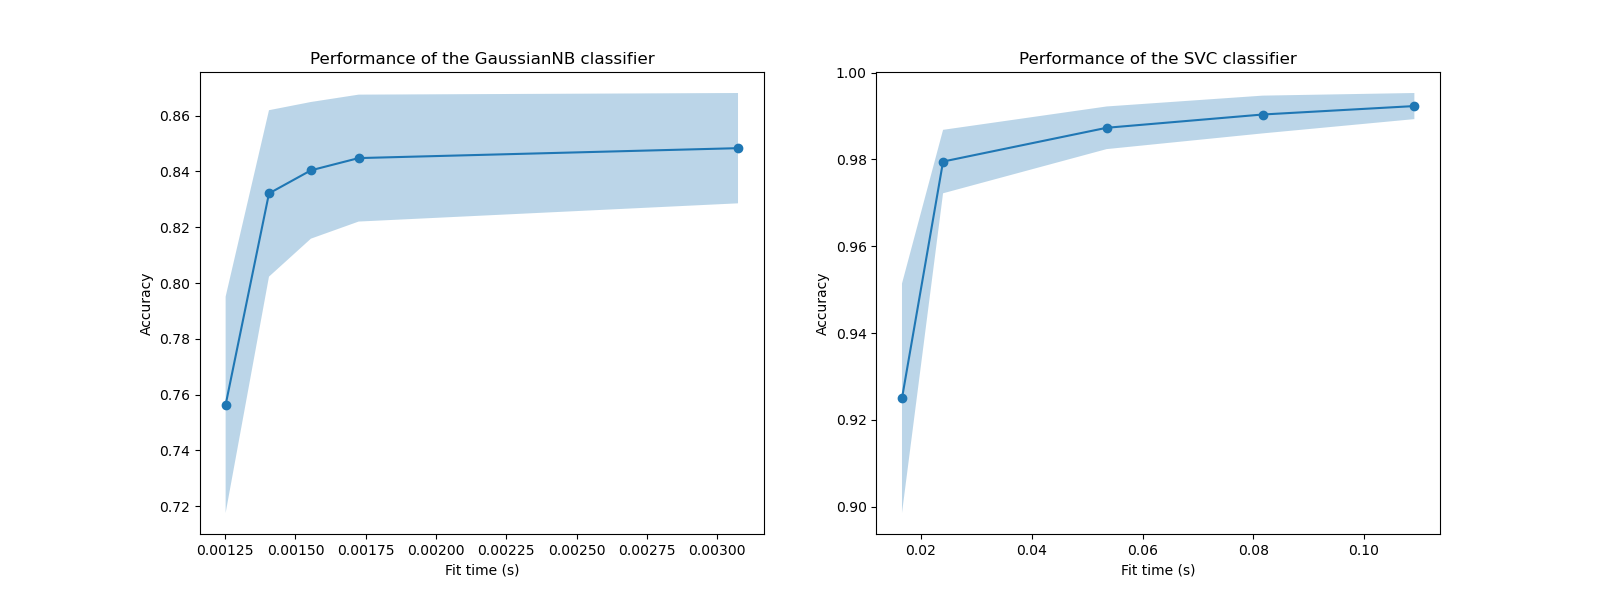 Performance of the GaussianNB classifier
0.86
0.84
0.82
0.80
0.78
0.76
0.74
0.72
Accuracy
0.00125 0.00150 0.00175 0.00200 0.00225 0.00250 0.00275 0.00300
Fit time (s)
Performance of the SVC classifier
1.00
0.98
0.96
0.94
0.92
0.90
Accuracy
0.02 0.04 0.06 0.08 0.10
Fit time (s)